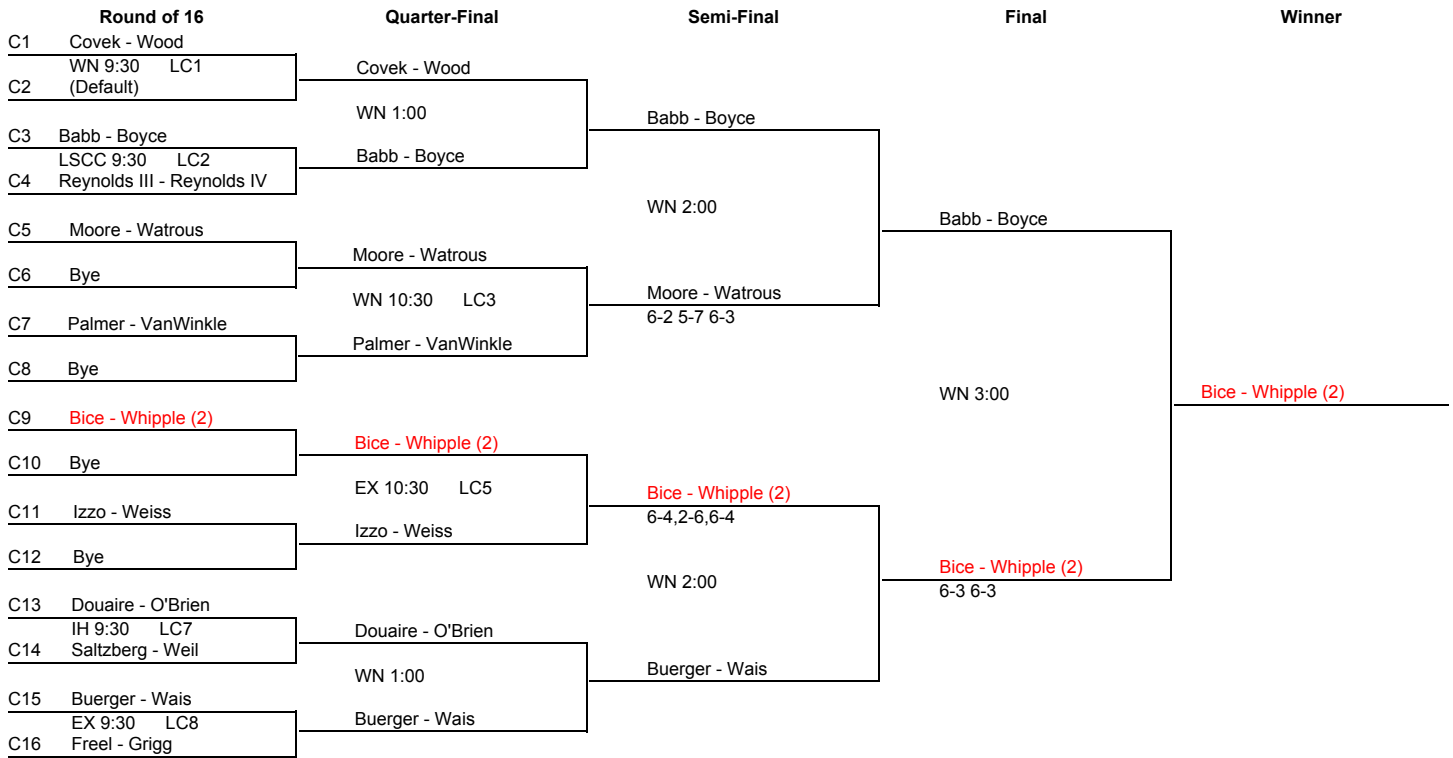 Round of 16 Quarter-Final Semi-Final Final Winner
C1 Covek - Wood
WN 9:30 LC1
C2 (Default)
C3 Babb - Boyce
LSCC 9:30 LC2
C4 Reynolds III - Reynolds IV
C5 Moore - Watrous
C6 Bye
C7 Palmer - VanWinkle
C8 Bye
C9 Bice - Whipple (2)
C10 Bye
C11 Izzo - Weiss
C12 Bye
C13 Douaire - O'Brien
IH 9:30 LC7
C14 Saltzberg - Weil
C15 Buerger - Wais
EX 9:30 LC8
C16 Freel - Grigg
Covek - Wood
WN 1:00
Babb - Boyce
Moore - Watrous
WN 10:30 LC3
Palmer - VanWinkle
Bice - Whipple (2)
EX 10:30 LC5
Izzo - Weiss
Douaire - O'Brien
WN 1:00
Buerger - Wais
Babb - Boyce
WN 2:00
Moore - Watrous
6-2 5-7 6-3
Bice - Whipple (2)
6-4,2-6,6-4
WN 2:00
Buerger - Wais
Babb - Boyce
WN 3:00
Bice - Whipple (2)
6-3 6-3
Bice - Whipple (2)